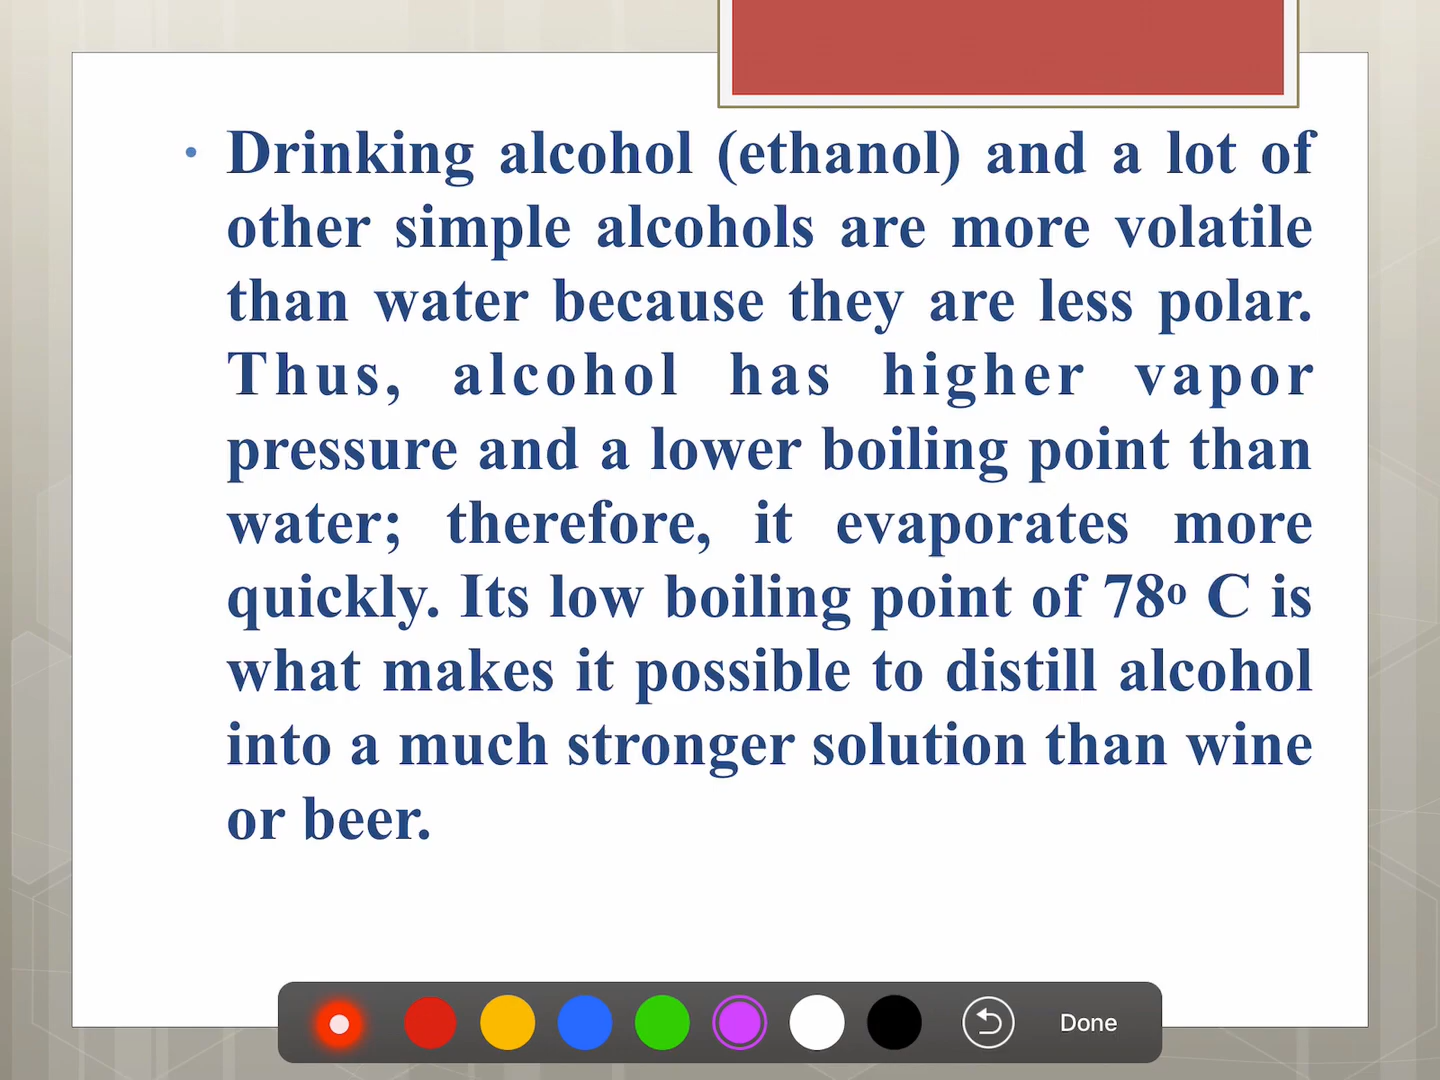 • Drinking alcohol (ethanol) and a lot of
other simple alcohols are more volatile
than water because they are less polar.
Thus, alcohol has higher vapor
pressure and a lower boiling point than
water; therefore, it evaporates more
quickly. Its low boiling point of 78º C is
what makes it possible to distill alcohol
into a much stronger solution than wine
or beer.
Done